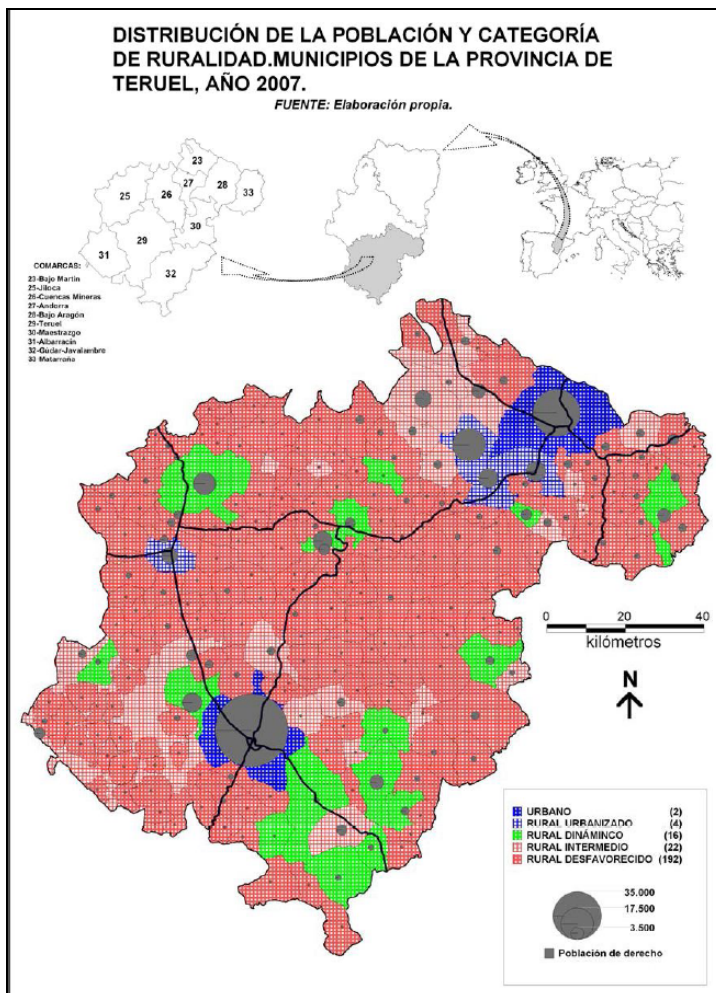 DISTRIBUCIÓN DE LA POBLACIÓN Y CATEGORÍA
DE RURALIDAD.MUNICIPIOS DE LA PROVINCIA DE
TERUEL, AÑO 2007.
FUENTE: Elaboración propia.
23
25
26
27
28
33
30
29
31
32
COMARCAS:
23-Bajo Martín
25-Jiloca
26-Cuencas Mineras
27-Andorra
28-Bajo Aragón
29-Teruel
30-Maestrazgo
31-Albarracín
32-Gúdar-Javalambre
33-Matarraña
0 20 40
kilómetros
N
URBANO (2)
RURAL URBANIZADO (4)
RURAL DINÁMINCO (16)
RURAL INTERMEDIO (22)
RURAL DESFAVORECIDO (192)
35.000
17.500
3.500
Población de derecho